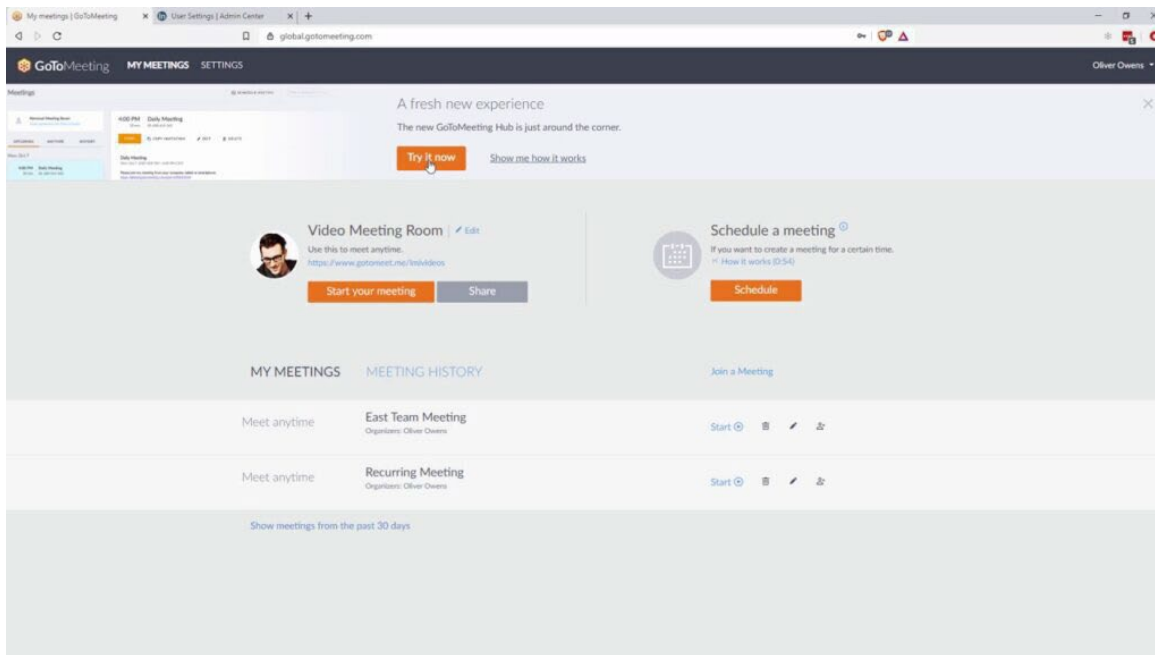 My meetings | GoToMeeting
User Settings | Admin Center
global.gotomeeting.com
GoToMeeting MY MEETINGS SETTINGS
Oliver Owens
Meetings
4:00 PM Daily Meeting
Daily Meeting
A fresh new experience
The new GoToMeeting Hub is just around the corner.
Try it now Show me how it works
Video Meeting Room | Edit
Use this to meet anytime.
https://www.gotomeet.me/lmivideos
Start your meeting Share
Schedule a meeting
If you want to create a meeting for a certain time.
How it works (0:54)
Schedule
MY MEETINGS MEETING HISTORY Join a Meeting
Meet anytime East Team Meeting Start
Organizers: Oliver Owens
Meet anytime Recurring Meeting Start
Organizers: Oliver Owens
Show meetings from the past 30 days